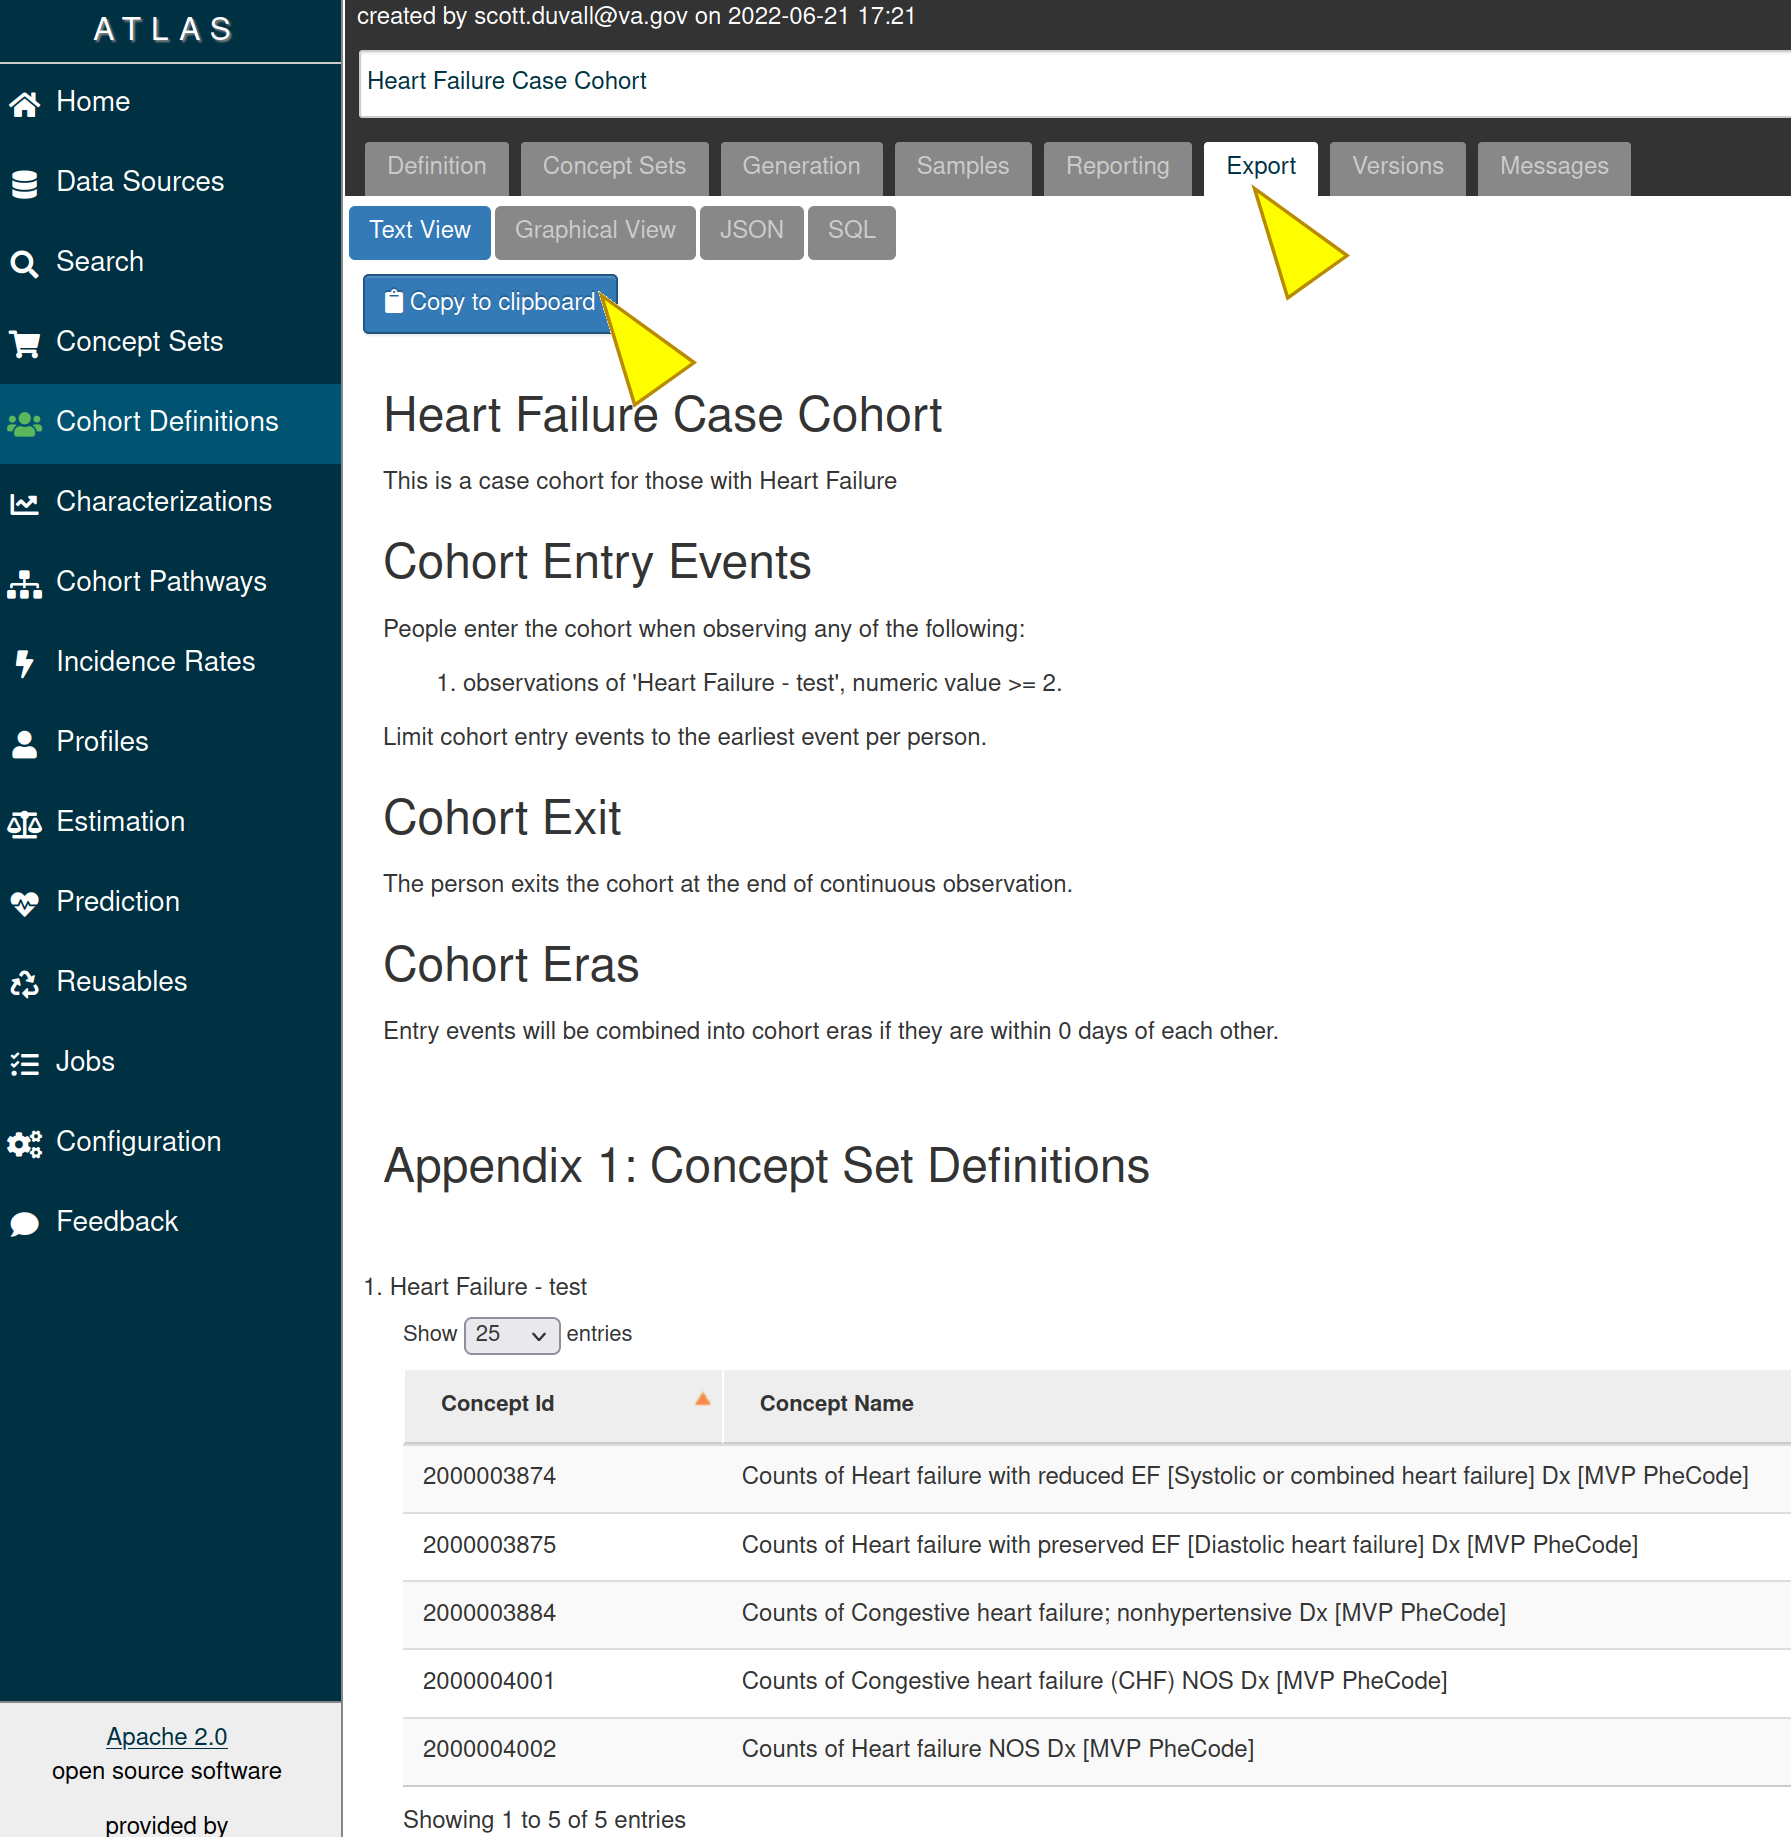 ATLAS
Home
Data Sources
Search
Concept Sets
Cohort Definitions
Characterizations
Cohort Pathways
Incidence Rates
Profiles
Estimation
Prediction
Reusables
Jobs
Configuration
Feedback
Apache 2.0
open source software
provided by
created by scott.duvall@va.gov on 2022-06-21 17:21
Heart Failure Case Cohort
Definition Concept Sets Generation Samples Reporting Export Versions Messages
Text View Graphical View JSON SQL
Copy to clipboard
Heart Failure Case Cohort
This is a case cohort for those with Heart Failure
Cohort Entry Events
People enter the cohort when observing any of the following:
1. observations of 'Heart Failure - test', numeric value >= 2.
Limit cohort entry events to the earliest event per person.
Cohort Exit
The person exits the cohort at the end of continuous observation.
Cohort Eras
Entry events will be combined into cohort eras if they are within 0 days of each other.
Appendix 1: Concept Set Definitions
1. Heart Failure - test
Show 25 entries
Concept Id Concept Name
2000003874 Counts of Heart failure with reduced EF [Systolic or combined heart failure] Dx [MVP PheCode]
2000003875 Counts of Heart failure with preserved EF [Diastolic heart failure] Dx [MVP PheCode]
2000003884 Counts of Congestive heart failure; nonhypertensive Dx [MVP PheCode]
2000004001 Counts of Congestive heart failure (CHF) NOS Dx [MVP PheCode]
2000004002 Counts of Heart failure NOS Dx [MVP PheCode]
Showing 1 to 5 of 5 entries